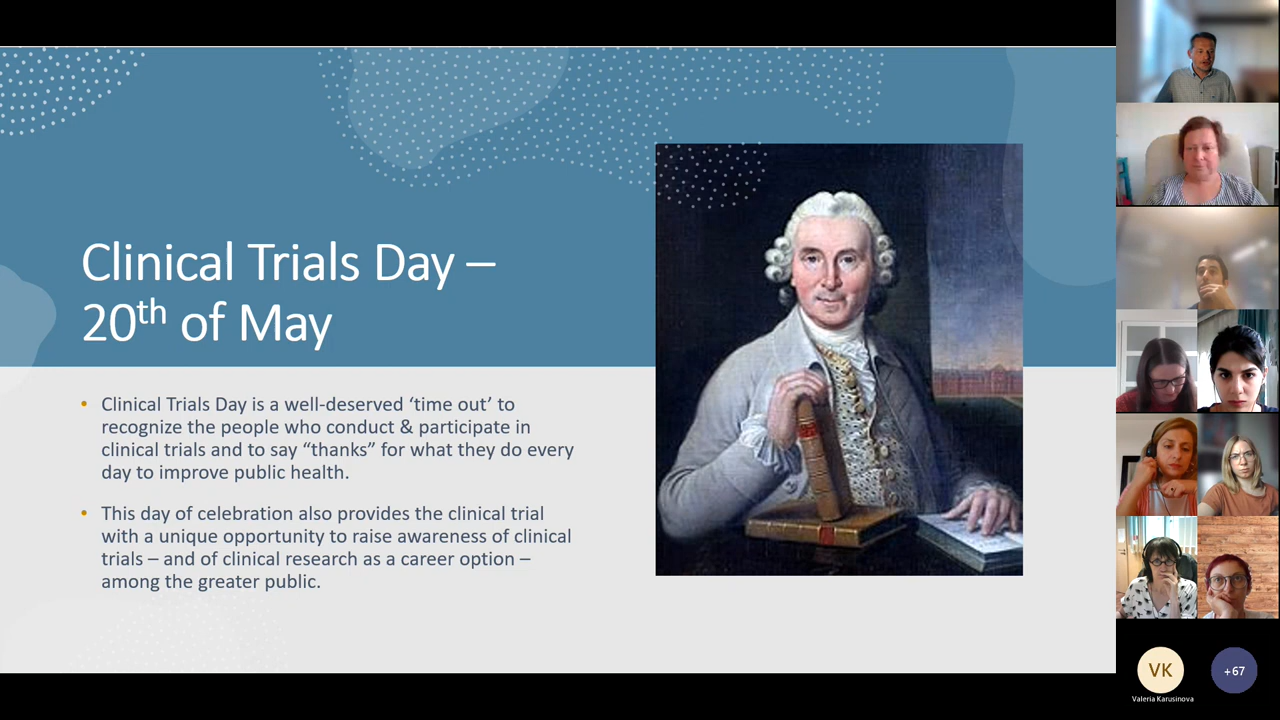 Clinical Trials Day –
20th of May
• Clinical Trials Day is a well-deserved ‘time out’ to
recognize the people who conduct & participate in
clinical trials and to say “thanks” for what they do every
day to improve public health.
• This day of celebration also provides the clinical trial
with a unique opportunity to raise awareness of clinical
trials – and of clinical research as a career option –
among the greater public.
VK
+67
Valeria Karusinova